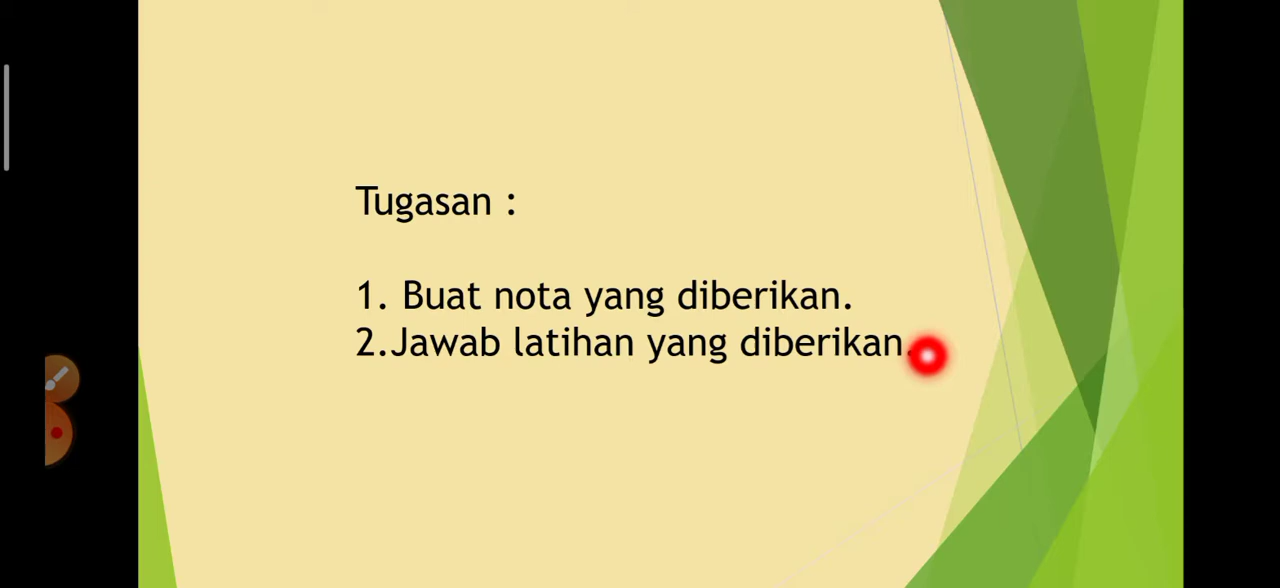 Tugasan :
1. Buat nota yang diberikan.
2.Jawab latihan yang diberikan.